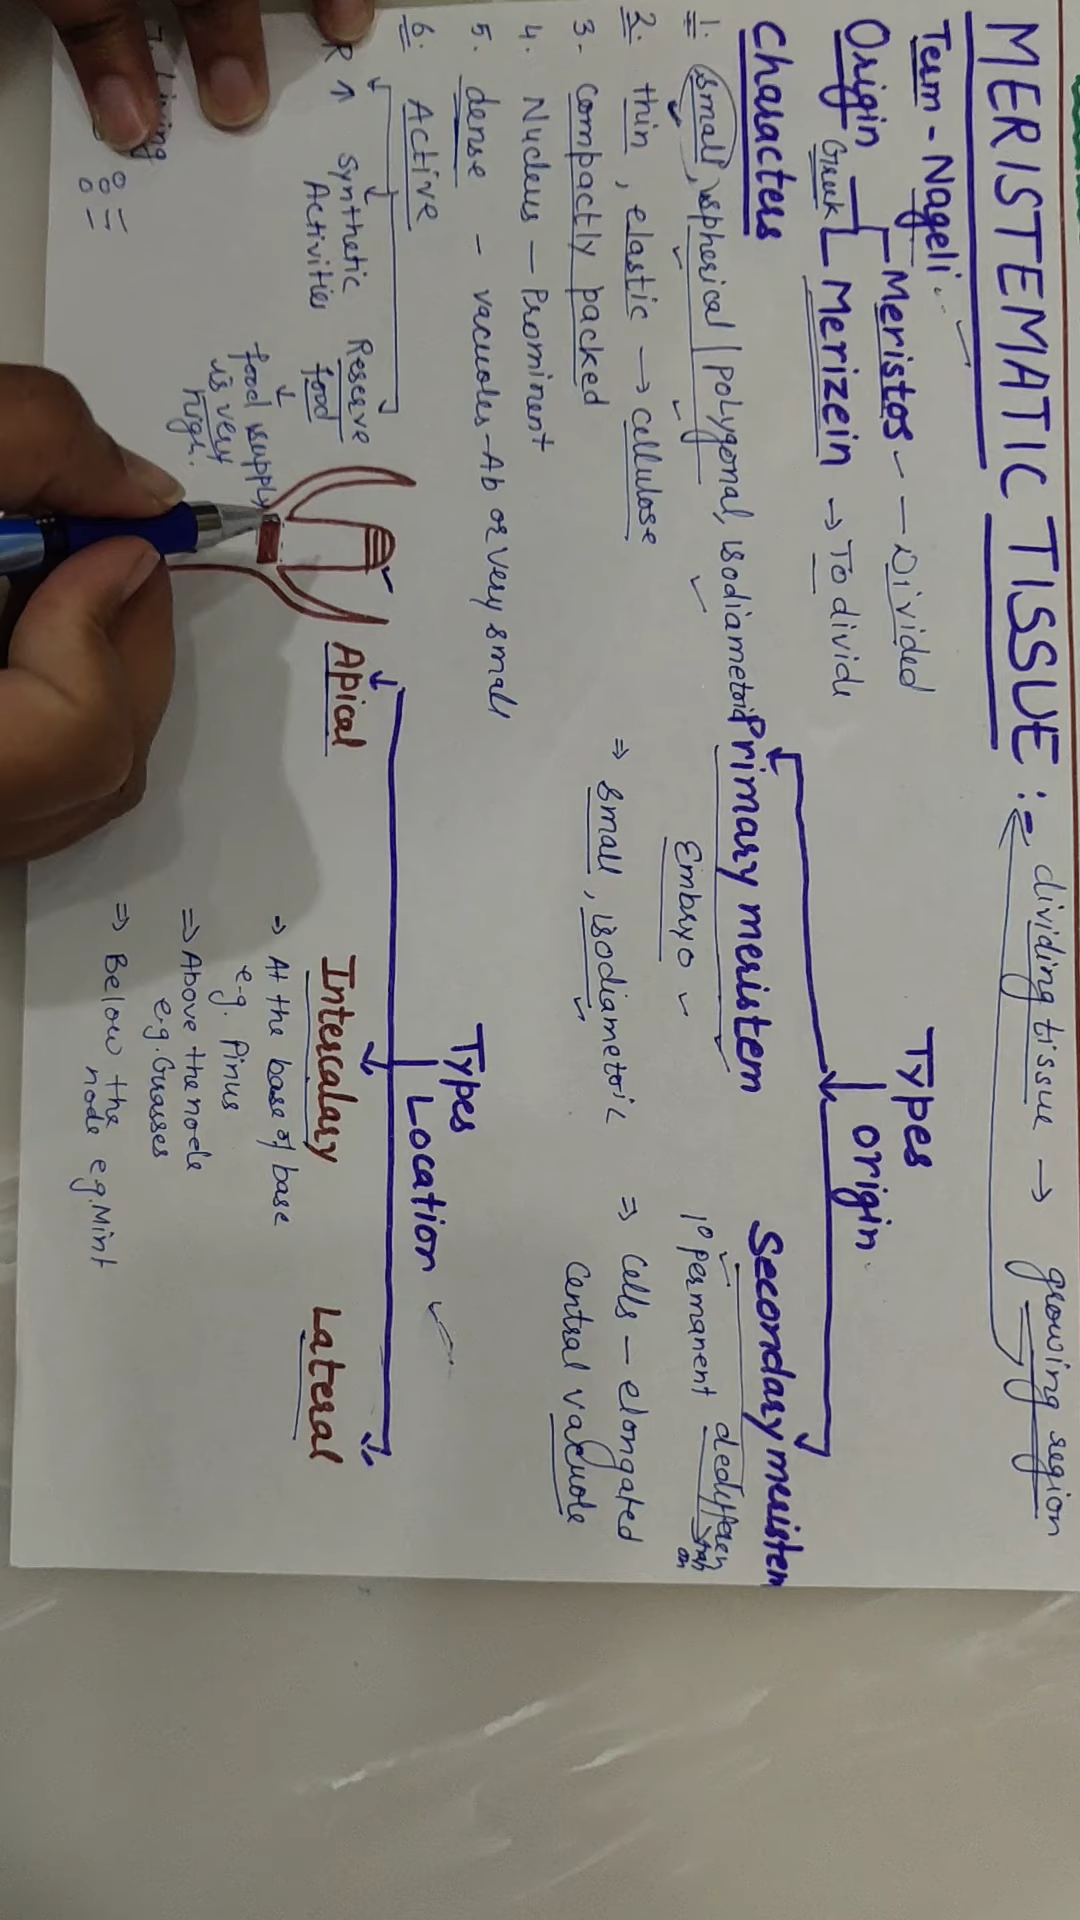 MERISTEMATIC TISSUE :- dividing tissue → growing region
Term - Nageli
Origin
Greek
Meristos - Divided
Merizein → To divide
Characters
1. small, spherical | polygonal, isodiametric
2. thin, elastic → cellulose
3. compactly packed
4. Nucleus - Prominent
5. dense - vacuoles - Ab or very small
6. Active
R ↑
Synthetic
Activities
Reserve
food
food supply
is very
7. Living
Types
origin
Primary meristem
Embryo
⇒ small, isodiametric
Secondary meristem
1° permanent
⇒ Cells - elongated
Central vacuole
Types
Location
Apical
Intercalary
⇒ At the base of base
e.g. Pinus
⇒ Above the node
e.g. Grasses
⇒ Below the
node e.g. Mint
Lateral